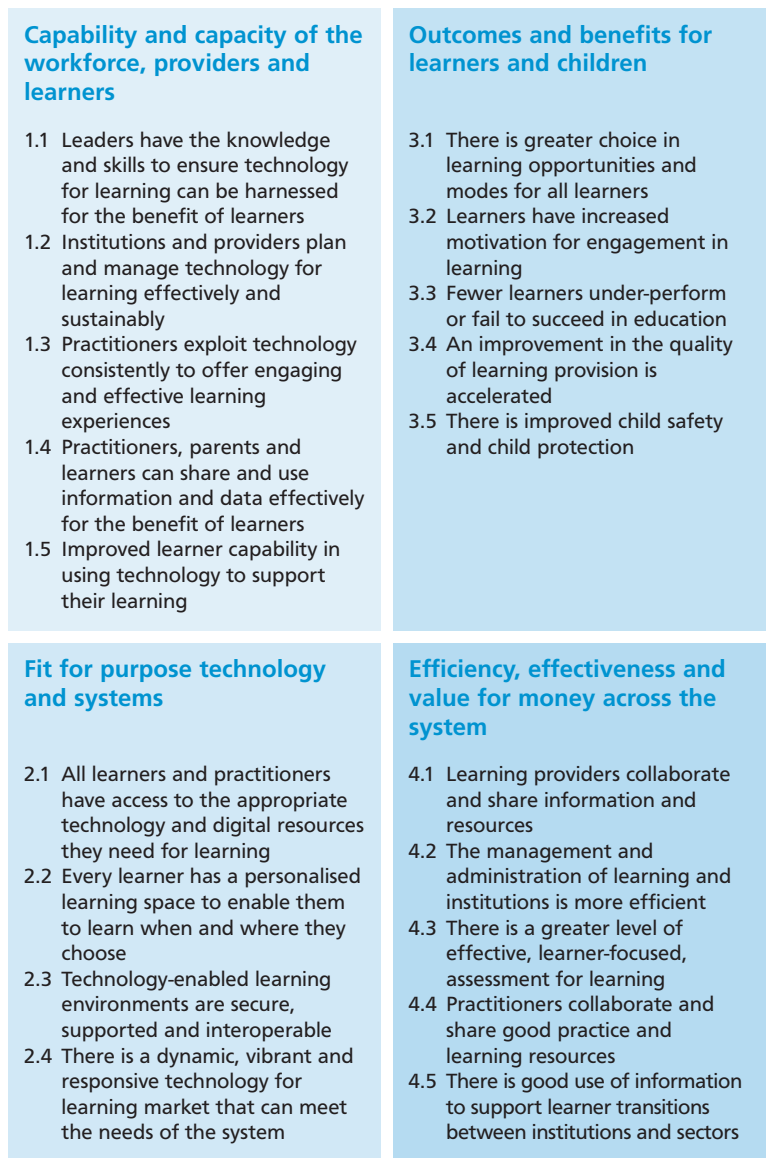 Capability and capacity of the
workforce, providers and
learners
1.1 Leaders have the knowledge
and skills to ensure technology
for learning can be harnessed
for the benefit of learners
1.2 Institutions and providers plan
and manage technology for
learning effectively and
sustainably
1.3 Practitioners exploit technology
consistently to offer engaging
and effective learning
experiences
1.4 Practitioners, parents and
learners can share and use
information and data effectively
for the benefit of learners
1.5 Improved learner capability in
using technology to support
their learning
Outcomes and benefits for
learners and children
3.1 There is greater choice in
learning opportunities and
modes for all learners
3.2 Learners have increased
motivation for engagement in
learning
3.3 Fewer learners under-perform
or fail to succeed in education
3.4 An improvement in the quality
of learning provision is
accelerated
3.5 There is improved child safety
and child protection
Fit for purpose technology
and systems
2.1 All learners and practitioners
have access to the appropriate
technology and digital resources
they need for learning
2.2 Every learner has a personalised
learning space to enable them
to learn when and where they
choose
2.3 Technology-enabled learning
environments are secure,
supported and interoperable
2.4 There is a dynamic, vibrant and
responsive technology for
learning market that can meet
the needs of the system
Efficiency, effectiveness and
value for money across the
system
4.1 Learning providers collaborate
and share information and
resources
4.2 The management and
administration of learning and
institutions is more efficient
4.3 There is a greater level of
effective, learner-focused,
assessment for learning
4.4 Practitioners collaborate and
share good practice and
learning resources
4.5 There is good use of information
to support learner transitions
between institutions and sectors